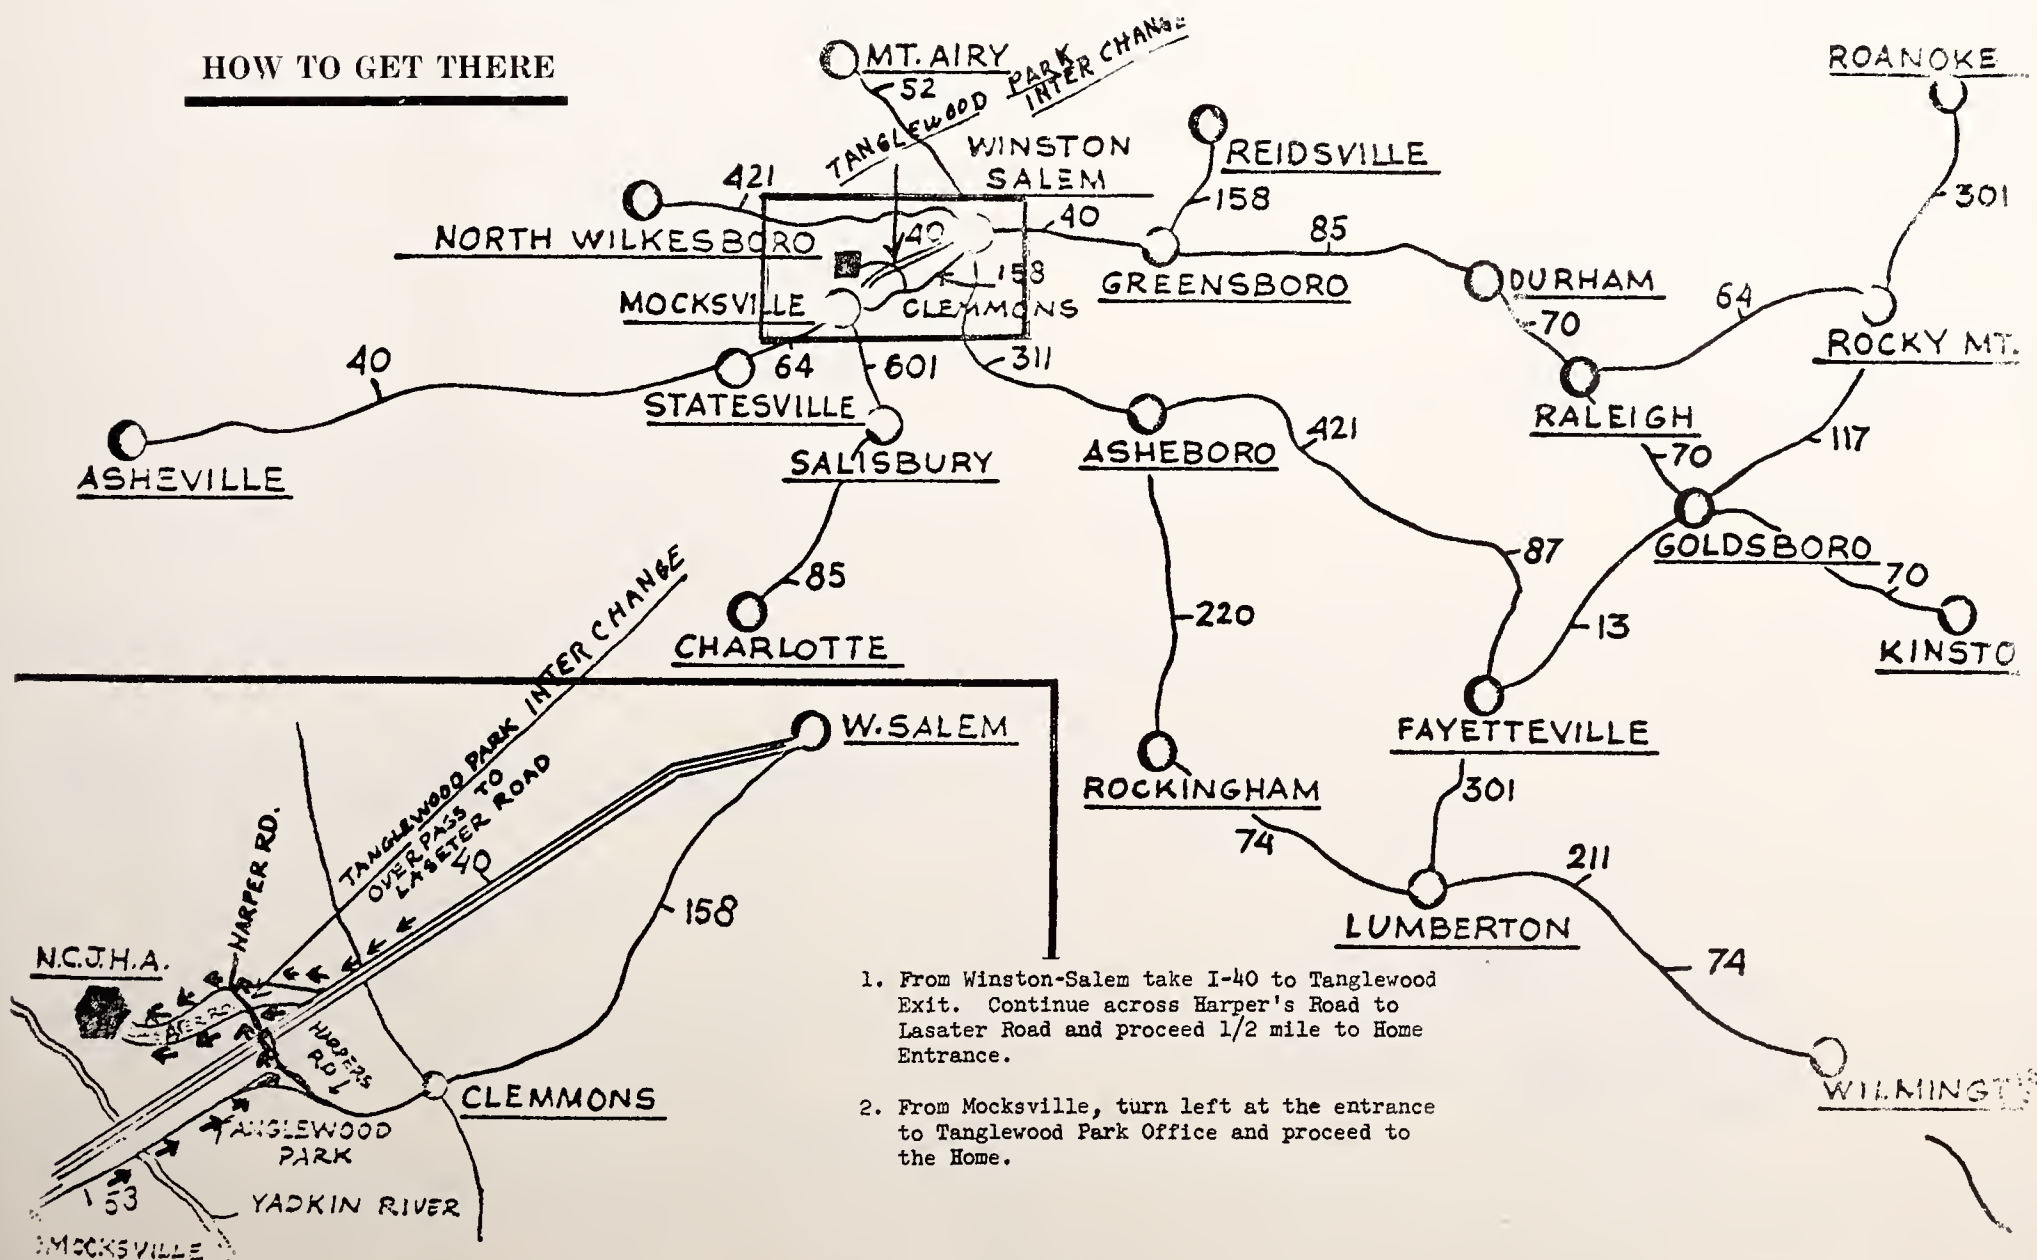 HOW TO GET THERE
MT. AIRY
52
TANGLEWOOD PARK
INTER CHANGE
ROANOKE
301
REIDSVILLE
158
WINSTON
SALEM
421
NORTH WILKESBORO
40
40
85
GREENSBORO
DURHAM
70
64
ROCKY MT.
MOCKSVILLE
158
CLEMMONS
40
64
601
311
STATESVILLE
ASHEVILLE
SALISBURY
ASHEBORO
421
RALEIGH
70
117
GOLDSBORO
70
KINSTO
85
CHARLOTTE
220
87
13
FAYETTEVILLE
ROCKINGHAM
301
74
211
LUMBERTON
74
WILMINGT
TANGLEWOOD PARK INTER CHANGE
OVER PASS TO
LASETER ROAD
W. SALEM
40
158
HARPER RD.
N.C.J.H.A.
HARPERS
RD
CLEMMONS
TANGLEWOOD
PARK
53
YADKIN RIVER
MOCKSVILLE
1. From Winston-Salem take I-40 to Tanglewood
Exit. Continue across Harper's Road to
Lasater Road and proceed 1/2 mile to Home
Entrance.
2. From Mocksville, turn left at the entrance
to Tanglewood Park Office and proceed to
the Home.